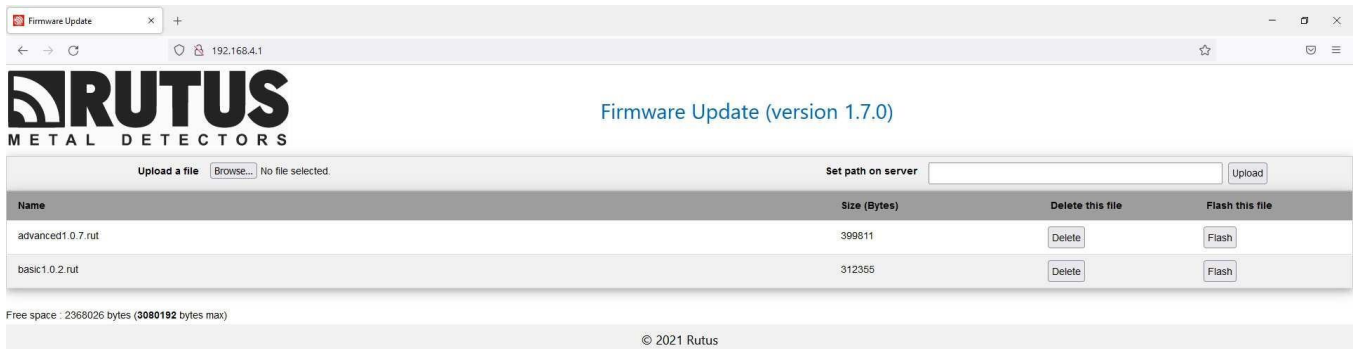 Firmware Update
192.168.4.1
RUTUS
METAL DETECTORS
Firmware Update (version 1.7.0)
Upload a file Browse... No file selected. Set path on server Upload
Name Size (Bytes) Delete this file Flash this file
advanced1.0.7.rut 399811 Delete Flash
basic1.0.2.rut 312355 Delete Flash
Free space : 2368026 bytes (3080192 bytes max)
© 2021 Rutus